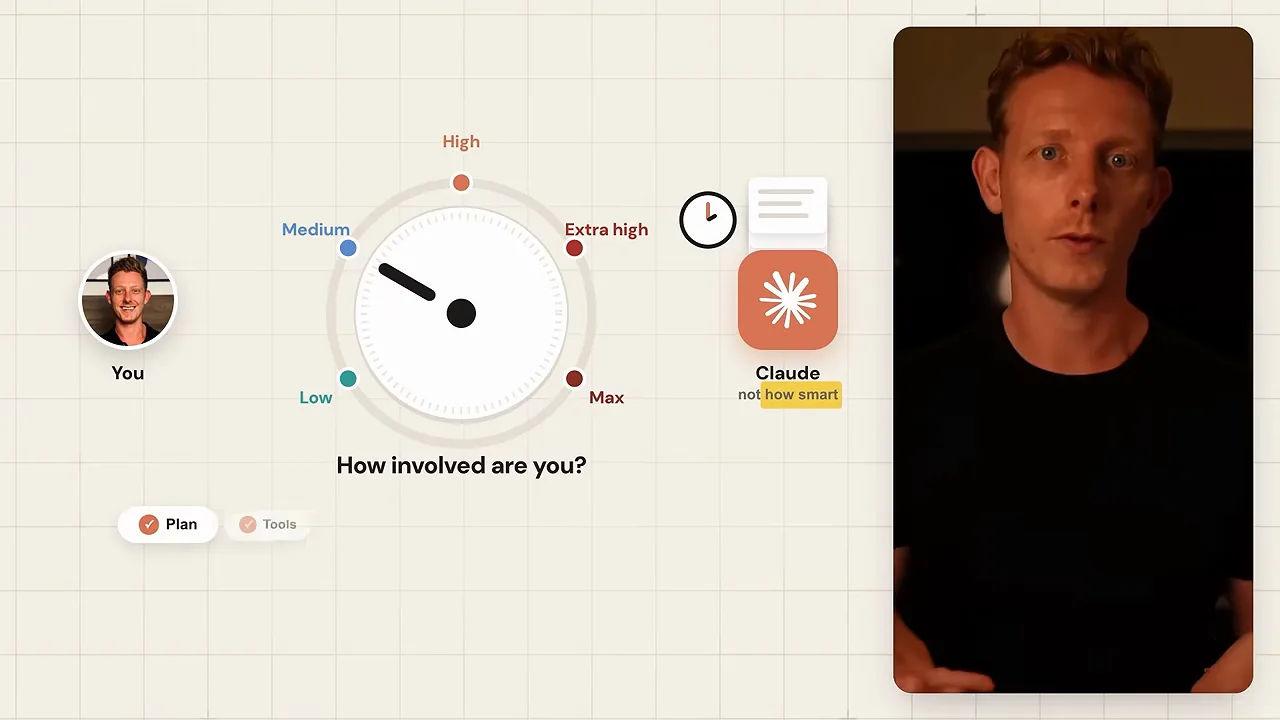 High
Medium
Extra high
You
Claude
not how smart
Low
Max
How involved are you?
Plan
Tools